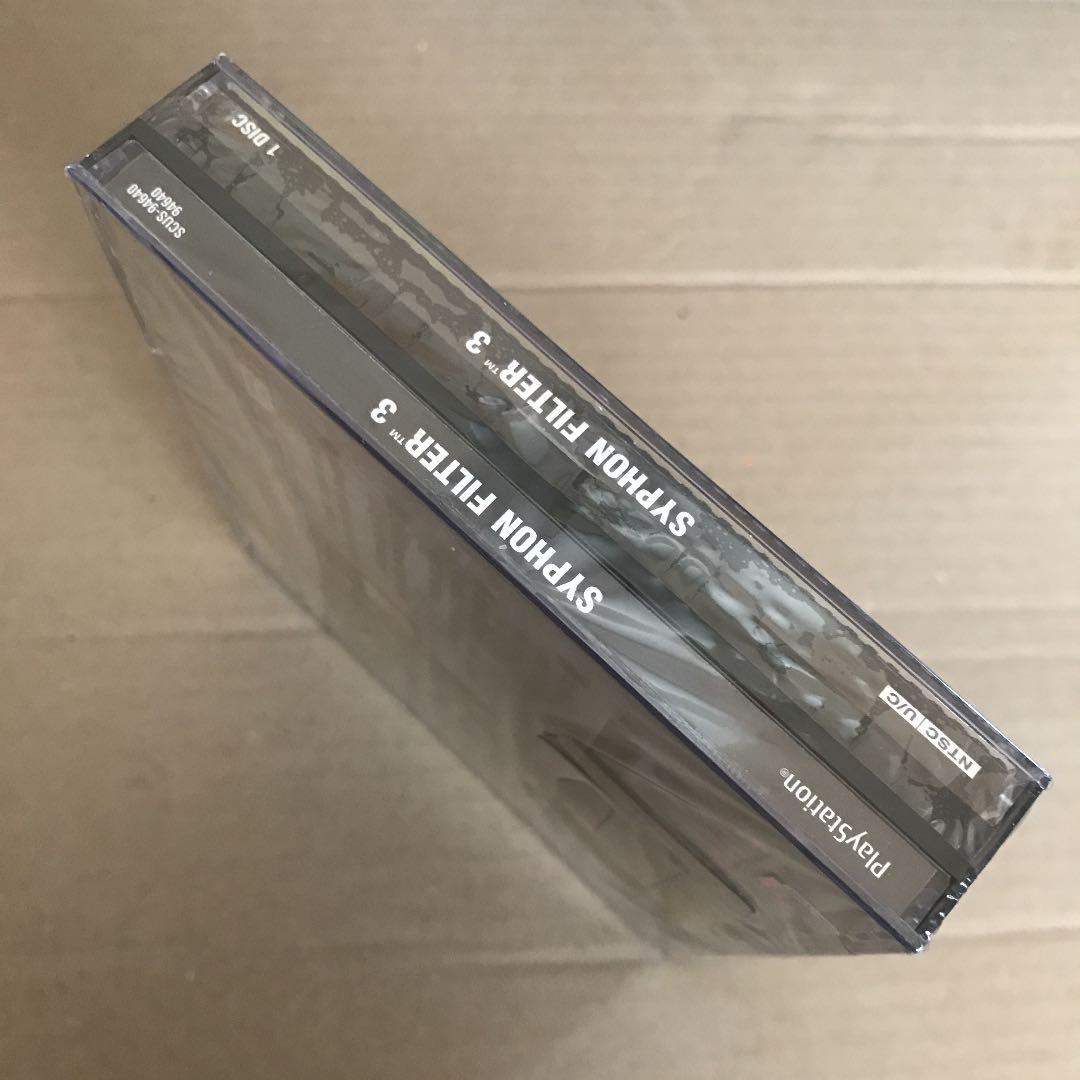 PlayStation®
SYPHON FILTER™ 3
SCUS-94640
94640
NTSC U/C
SYPHON FILTER™ 3
1 DISC